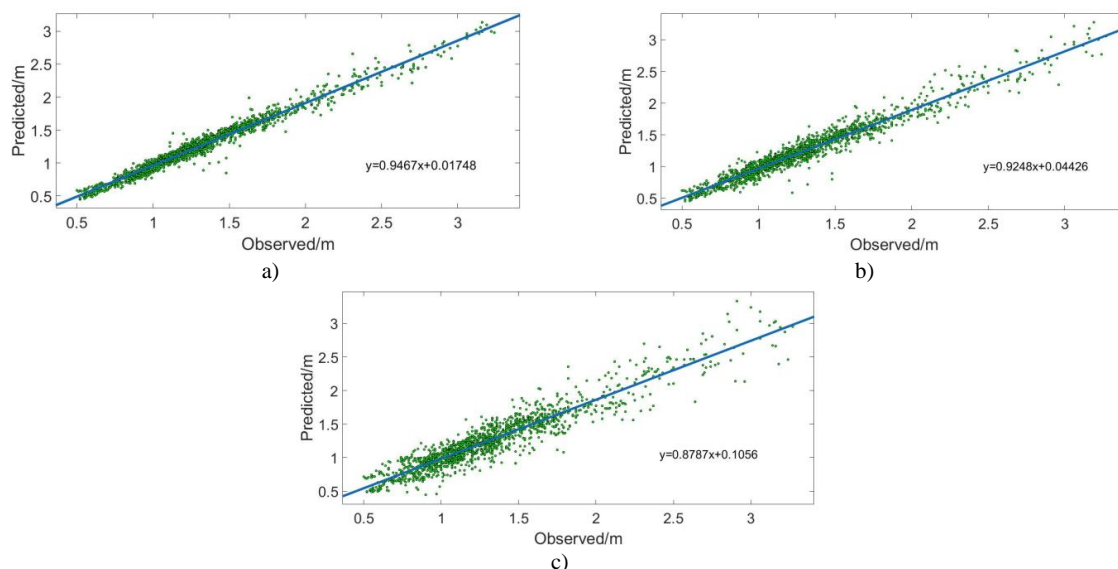 Predicted/m
3
2.5
2
1.5
1
0.5
y=0.9467x+0.01748
1 1.5 2 2.5 3
Observed/m
a)
Predicted/m
3
2.5
2
1.5
1
0.5
y=0.9248x+0.04426
0.5 1 1.5 2 2.5 3
Observed/m
b)
Predicted/m
3
2.5
2
1.5
1
0.5
y=0.8787x+0.1056
0.5 1 1.5 2 2.5 3
Observed/m
c)